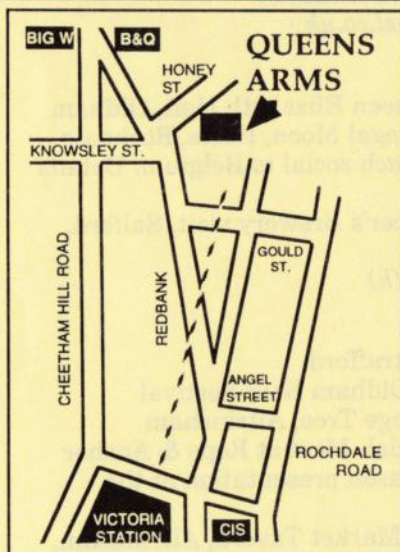 BIG W
B&Q
QUEENS
ARMS
HONEY
ST.
KNOWSLEY ST.
CHEETHAM HILL ROAD
REDBANK
GOULD
ST.
ANGEL
STREET
ROCHDALE
ROAD
VICTORIA
STATION
CIS